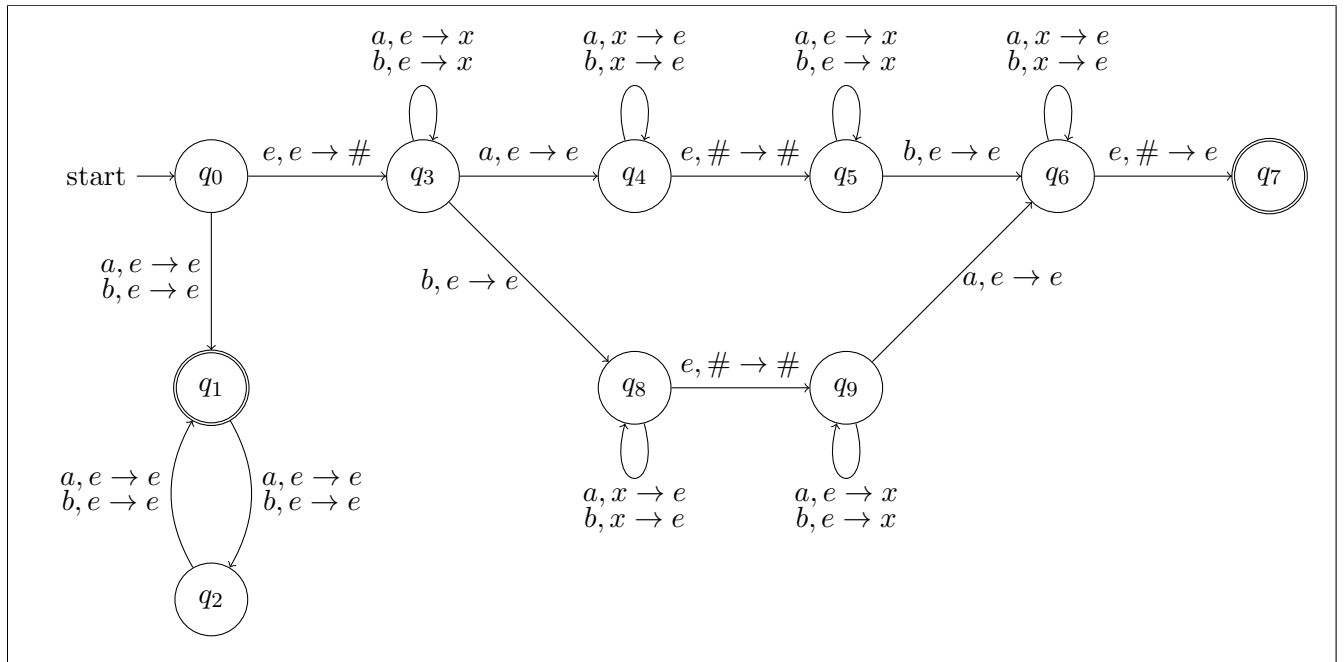 a, e → x
b, e → x
a, x → e
b, x → e
a, e → x
b, e → x
a, x → e
b, x → e
start
q0
e, e → #
q3
a, e → e
q4
e, # → #
q5
b, e → e
q6
e, # → e
q7
a, e → e
b, e → e
b, e → e
a, e → e
q1
q8
e, # → #
q9
a, e → e
b, e → e
a, e → e
b, e → e
a, x → e
b, x → e
a, e → x
b, e → x
q2